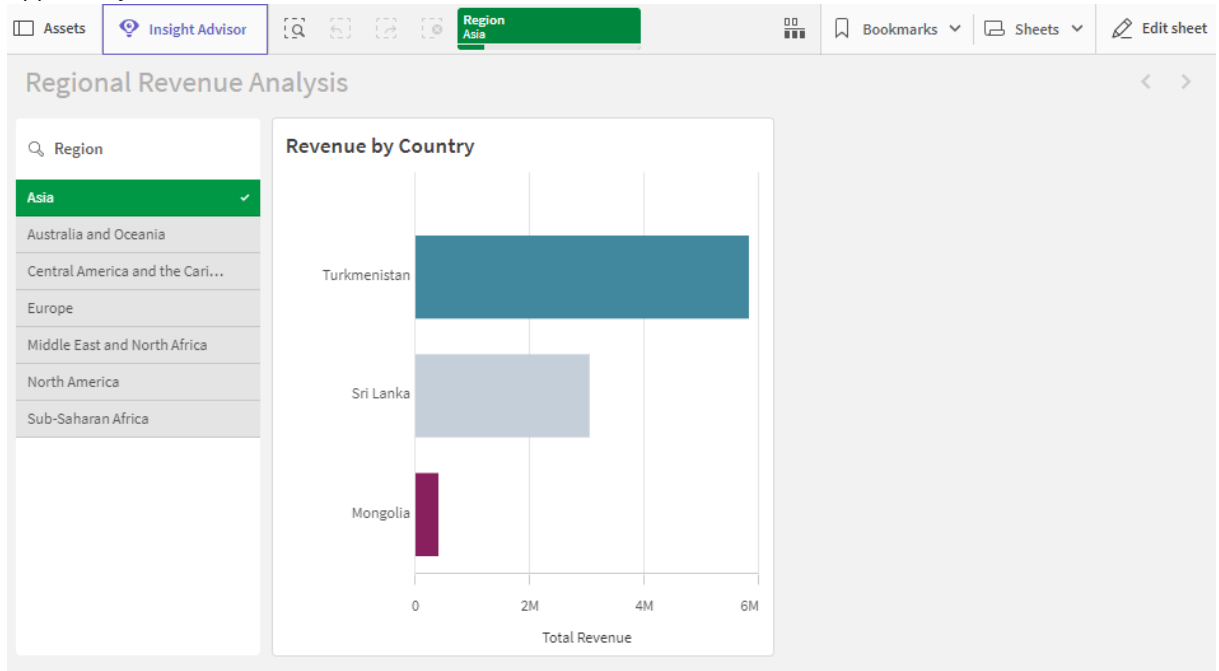 Assets
Insight Advisor
Region
Asia
Bookmarks
Sheets
Edit sheet
Regional Revenue Analysis
Region
Asia
Australia and Oceania
Central America and the Cari...
Europe
Middle East and North Africa
North America
Sub-Saharan Africa
Revenue by Country
Turkmenistan
Sri Lanka
Mongolia
0 2M 4M 6M
Total Revenue